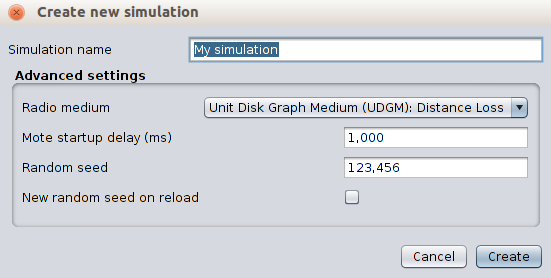 Create new simulation
Simulation name My simulation
Advanced settings
Radio medium Unit Disk Graph Medium (UDGM): Distance Loss
Mote startup delay (ms) 1,000
Random seed 123,456
New random seed on reload
Cancel Create